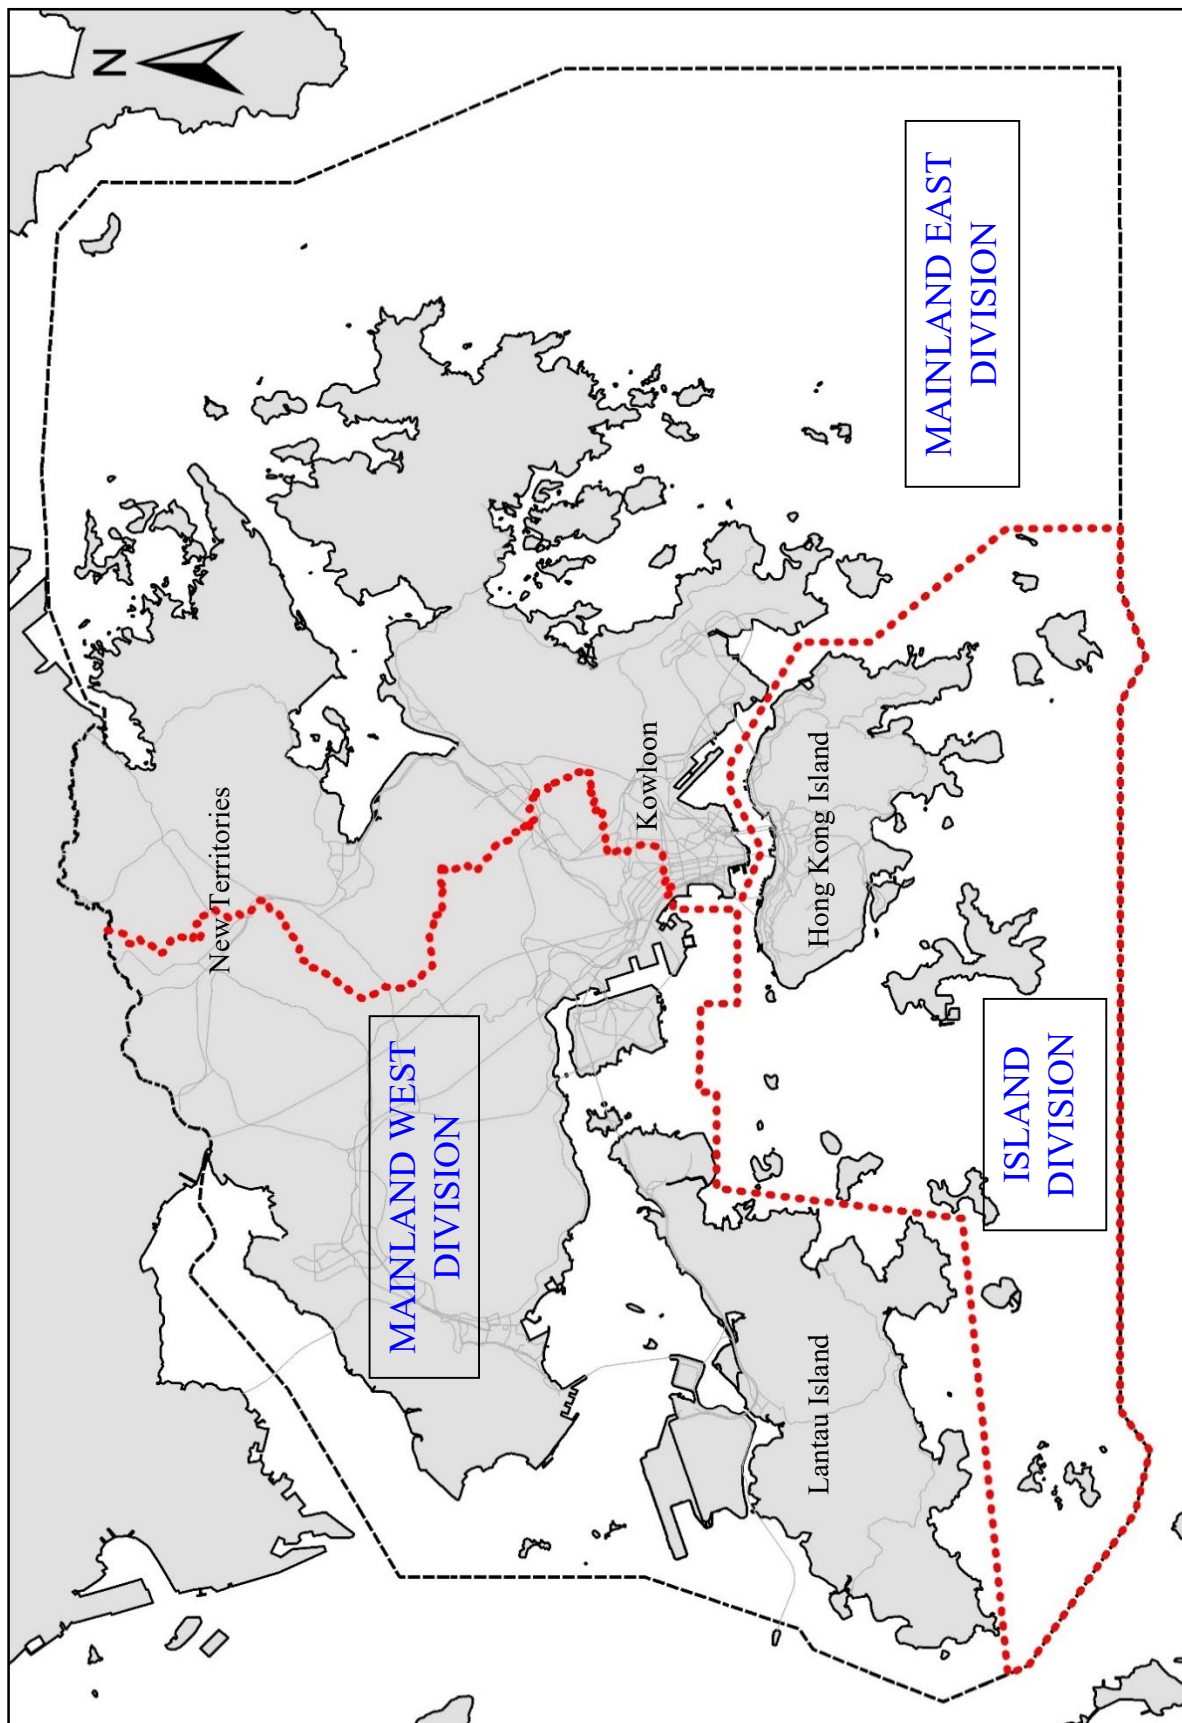 N
New Territories
MAINLAND WEST
DIVISION
Kowloon
Hong Kong Island
MAINLAND EAST
DIVISION
Lantau Island
ISLAND
DIVISION